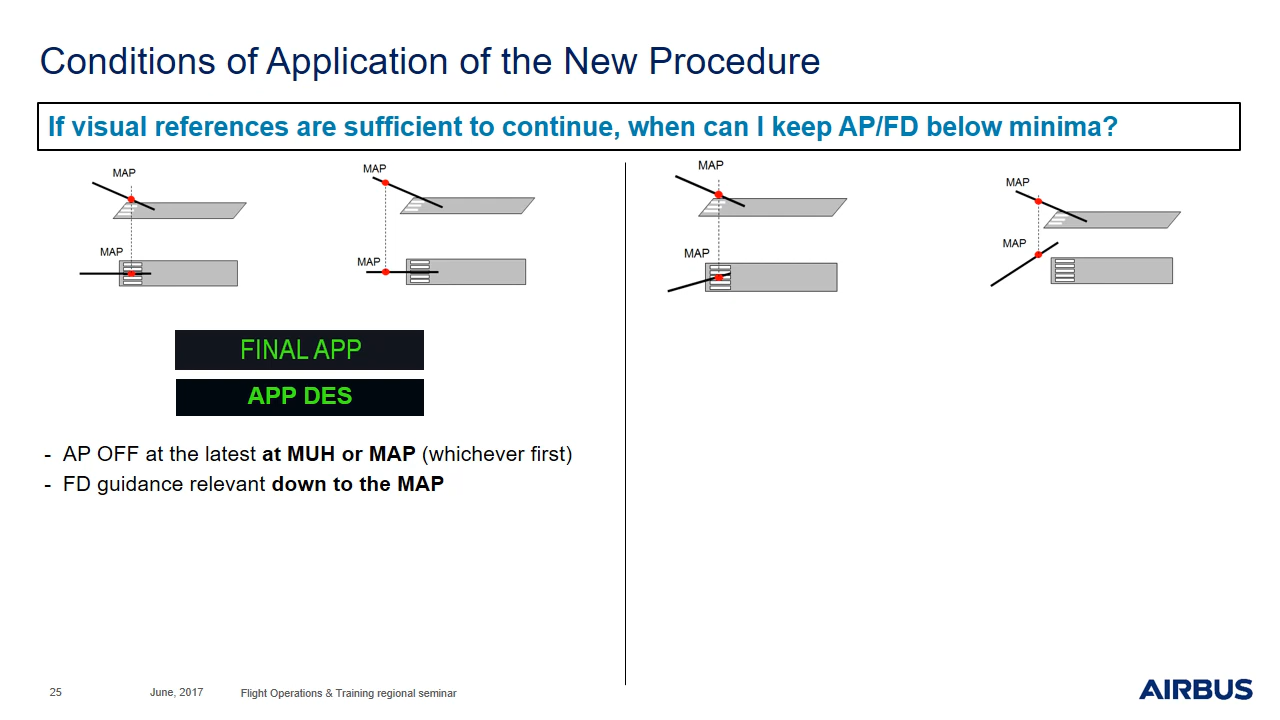 Conditions of Application of the New Procedure
If visual references are sufficient to continue, when can I keep AP/FD below minima?
MAP
MAP
MAP
MAP
MAP
MAP
MAP
MAP
FINAL APP
APP DES
- AP OFF at the latest at MUH or MAP (whichever first)
- FD guidance relevant down to the MAP
25
June, 2017
Flight Operations & Training regional seminar
AIRBUS